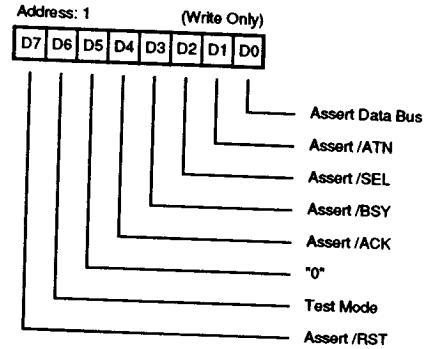 Address: 1 (Write Only)
D7 D6 D5 D4 D3 D2 D1 D0
Assert Data Bus
Assert /ATN
Assert /SEL
Assert /BSY
Assert /ACK
"0"
Test Mode
Assert /RST